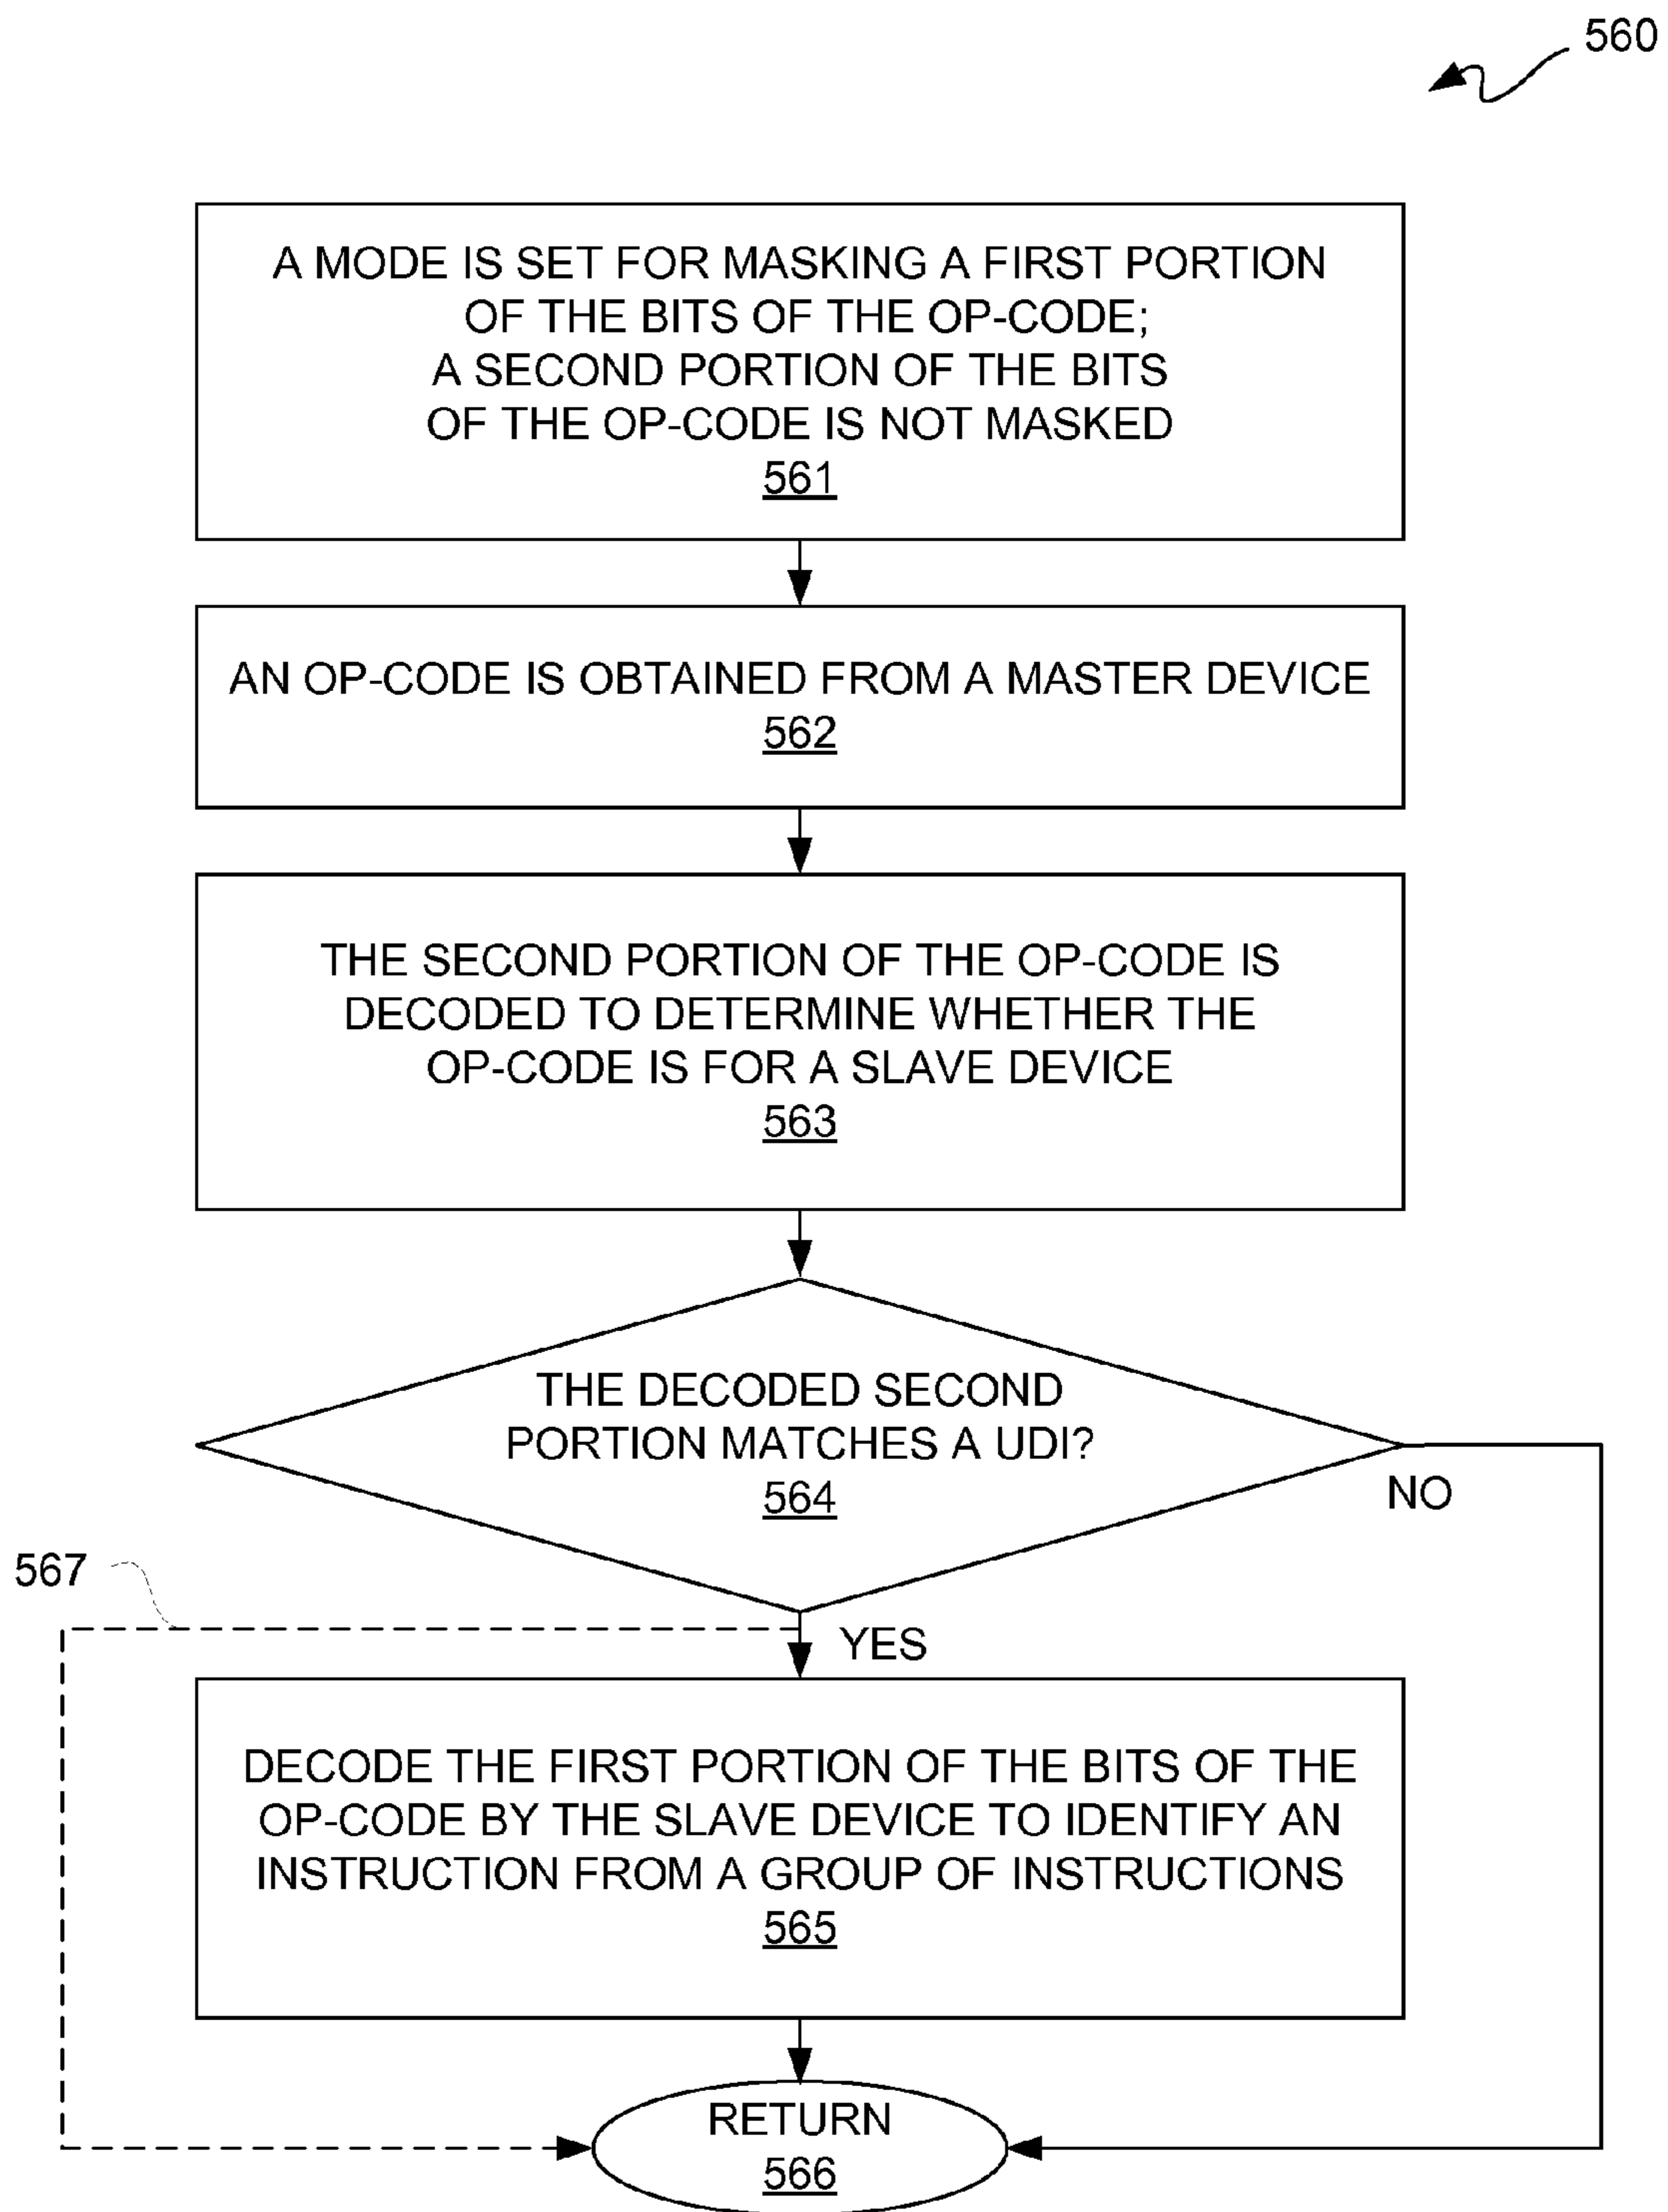 560
A MODE IS SET FOR MASKING A FIRST PORTION
OF THE BITS OF THE OP-CODE;
A SECOND PORTION OF THE BITS
OF THE OP-CODE IS NOT MASKED
561
AN OP-CODE IS OBTAINED FROM A MASTER DEVICE
562
THE SECOND PORTION OF THE OP-CODE IS
DECODED TO DETERMINE WHETHER THE
OP-CODE IS FOR A SLAVE DEVICE
563
THE DECODED SECOND
PORTION MATCHES A UDI?
564
NO
567
YES
DECODE THE FIRST PORTION OF THE BITS OF THE
OP-CODE BY THE SLAVE DEVICE TO IDENTIFY AN
INSTRUCTION FROM A GROUP OF INSTRUCTIONS
565
RETURN
566